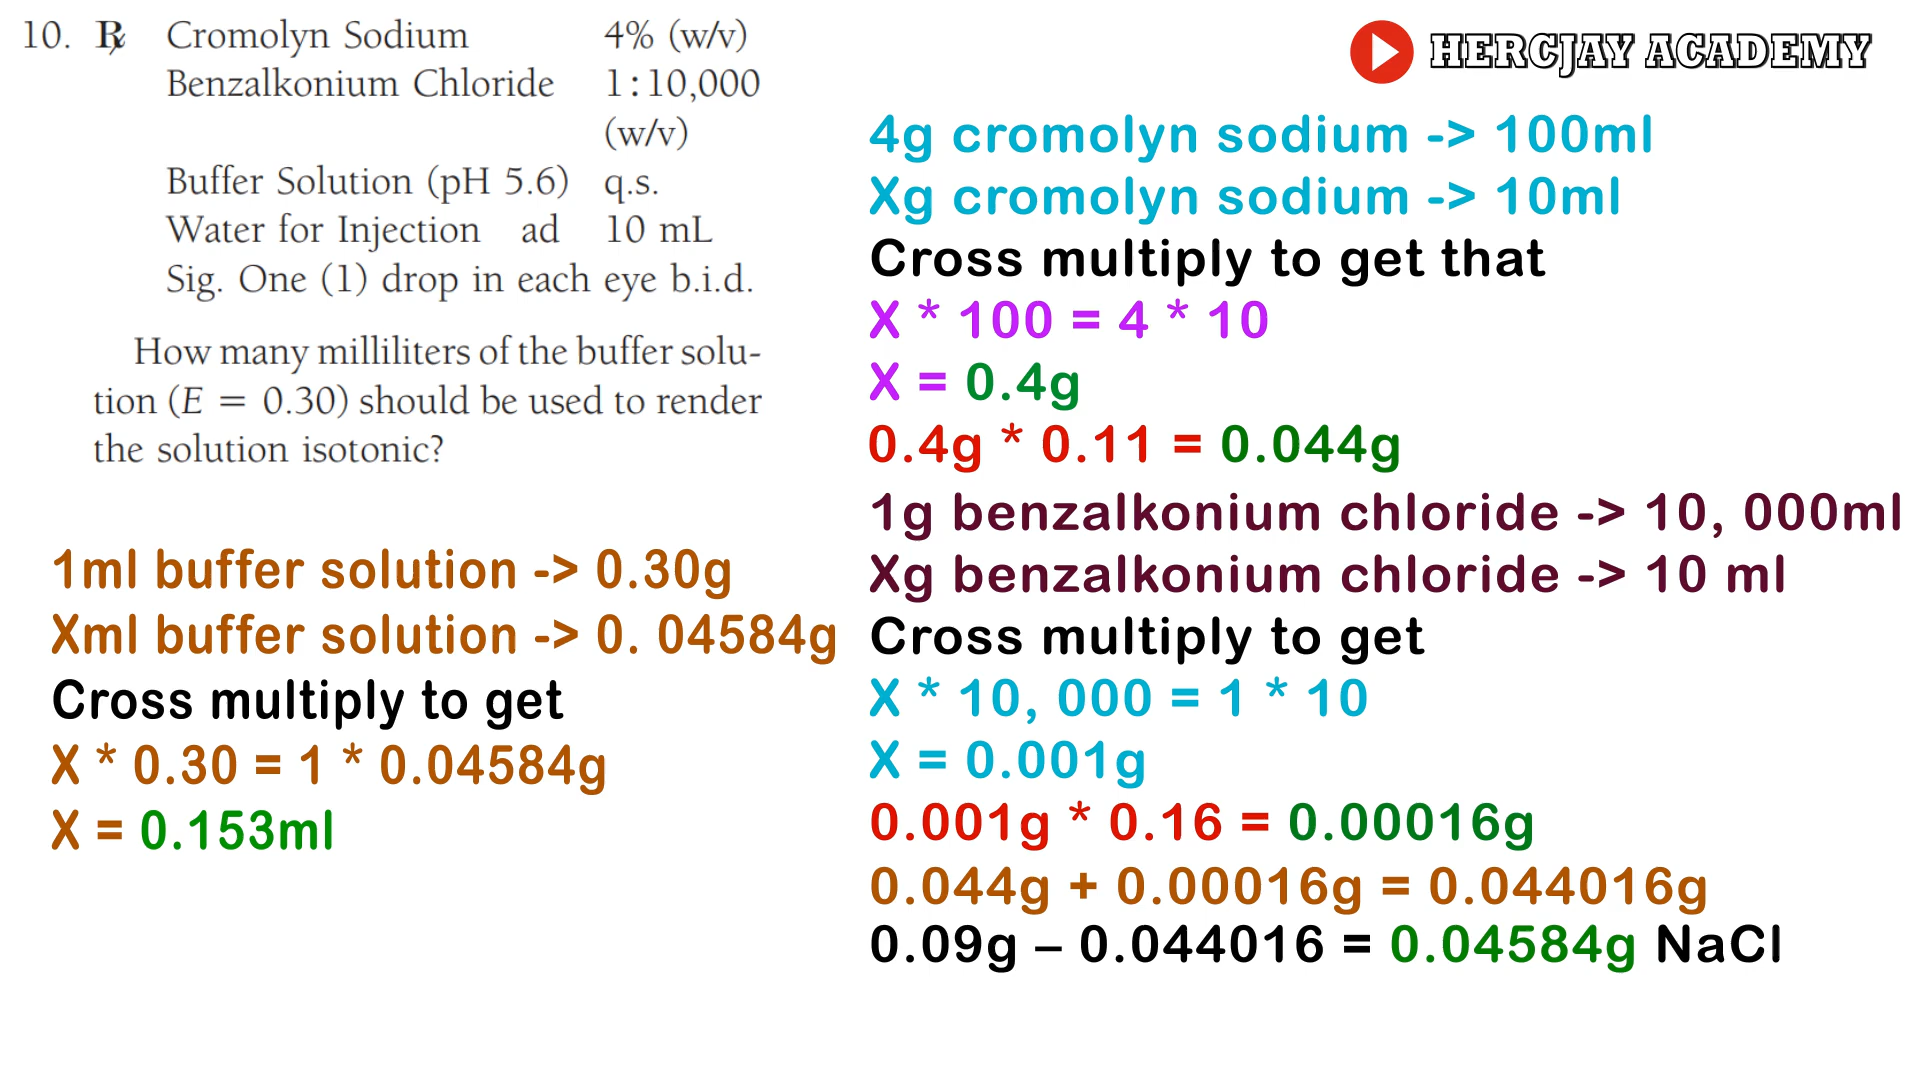 10. ℞ Cromolyn Sodium 4% (w/v)
Benzalkonium Chloride 1:10,000
(w/v)
Buffer Solution (pH 5.6) q.s.
Water for Injection ad 10 mL
Sig. One (1) drop in each eye b.i.d.
How many milliliters of the buffer solu-
tion (E = 0.30) should be used to render
the solution isotonic?
1ml buffer solution -> 0.30g
Xml buffer solution -> 0. 04584g
Cross multiply to get
X * 0.30 = 1 * 0.04584g
X = 0.153ml
HERCJAY ACADEMY
4g cromolyn sodium -> 100ml
Xg cromolyn sodium -> 10ml
Cross multiply to get that
X * 100 = 4 * 10
X = 0.4g
0.4g * 0.11 = 0.044g
1g benzalkonium chloride -> 10, 000ml
Xg benzalkonium chloride -> 10 ml
Cross multiply to get
X * 10, 000 = 1 * 10
X = 0.001g
0.001g * 0.16 = 0.00016g
0.044g + 0.00016g = 0.044016g
0.09g – 0.044016 = 0.04584g NaCl